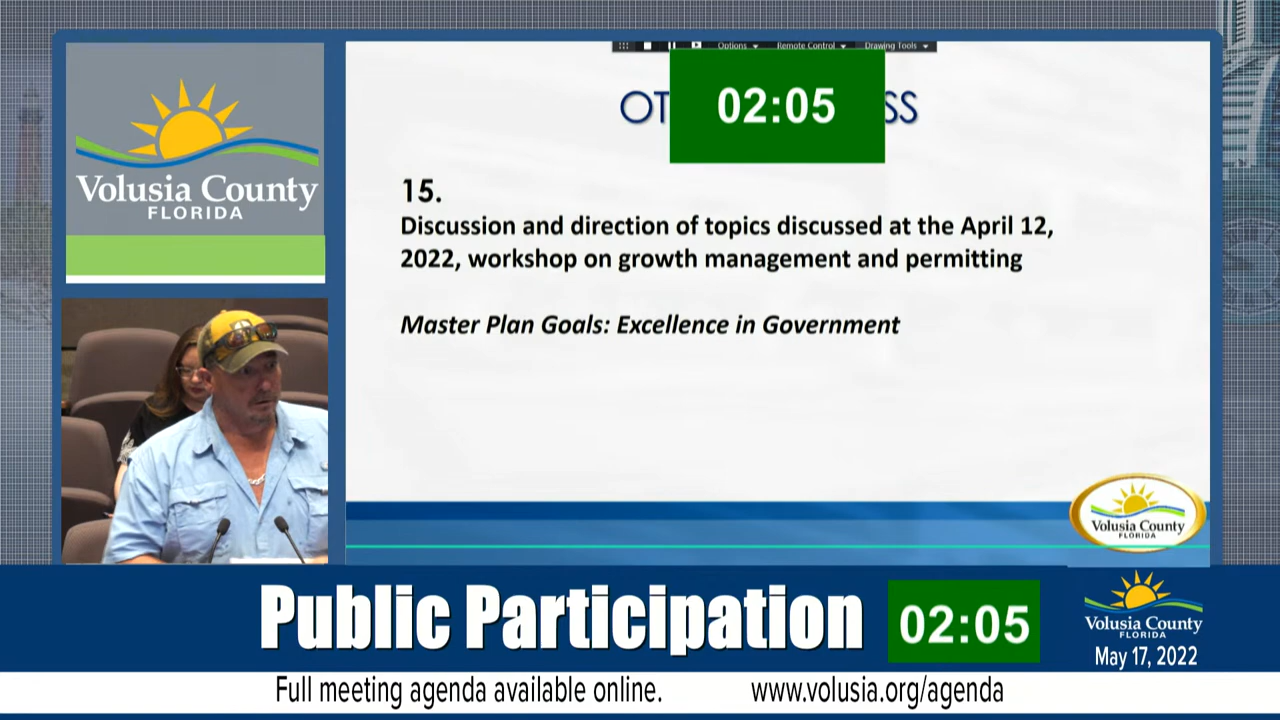 Options
Remote Control
Drawing Tools
02:05
OT
SS
Volusia County
FLORIDA
15.
Discussion and direction of topics discussed at the April 12,
2022, workshop on growth management and permitting
Master Plan Goals: Excellence in Government
Volusia County
FLORIDA
Public Participation
02:05
Volusia County
FLORIDA
May 17, 2022
Full meeting agenda available online.
www.volusia.org/agenda